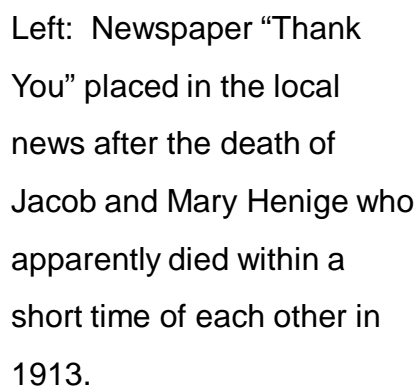 Left:  Newspaper “Thank
You” placed in the local
news after the death of
Jacob and Mary Henige who
apparently died within a
short time of each other in
1913.